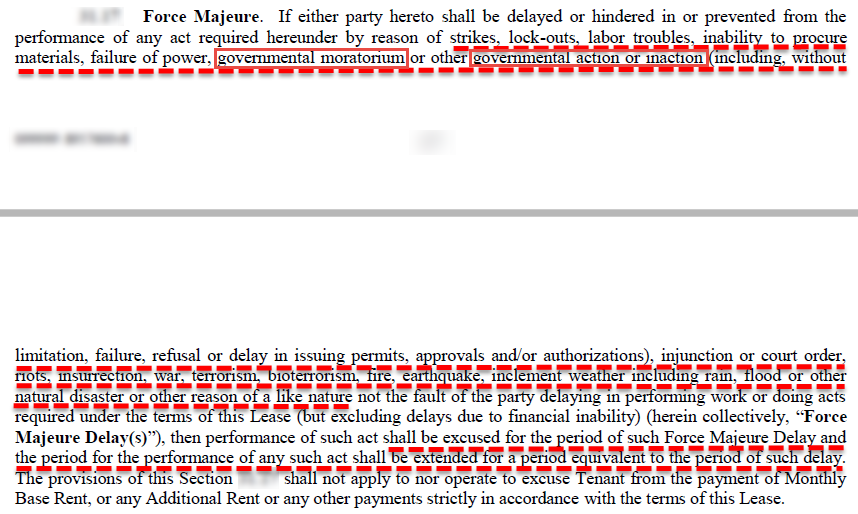 Force Majeure. If either party hereto shall be delayed or hindered in or prevented from the
performance of any act required hereunder by reason of strikes, lock-outs, labor troubles, inability to procure
materials, failure of power, governmental moratorium or other governmental action or inaction (including, without
limitation, failure, refusal or delay in issuing permits, approvals and/or authorizations), injunction or court order,
riots, insurrection, war, terrorism, bioterrorism, fire, earthquake, inclement weather including rain, flood or other
natural disaster or other reason of a like nature not the fault of the party delaying in performing work or doing acts
required under the terms of this Lease (but excluding delays due to financial inability) (herein collectively, “Force
Majeure Delay(s)”), then performance of such act shall be excused for the period of such Force Majeure Delay and
the period for the performance of any such act shall be extended for a period equivalent to the period of such delay.
The provisions of this Section shall not apply to nor operate to excuse Tenant from the payment of Monthly
Base Rent, or any Additional Rent or any other payments strictly in accordance with the terms of this Lease.